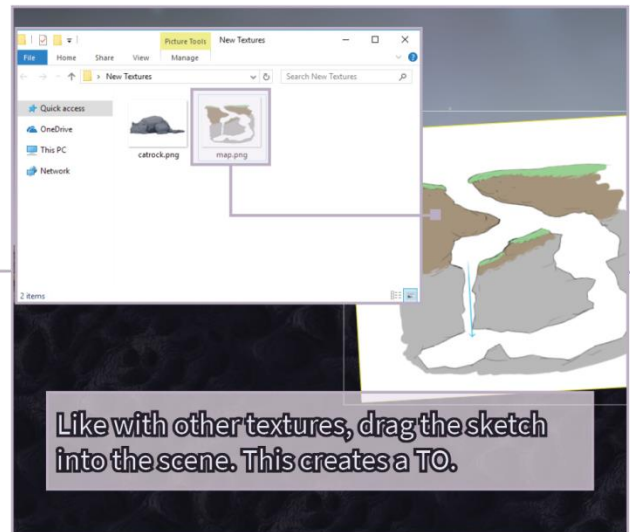 Picture Tools New Textures
File Home Share View Manage
New Textures
Search New Textures
Quick access
OneDrive
This PC
Network
catrock.png map.png
2 items
Like with other textures, drag the sketch
into the scene. This creates a TO.